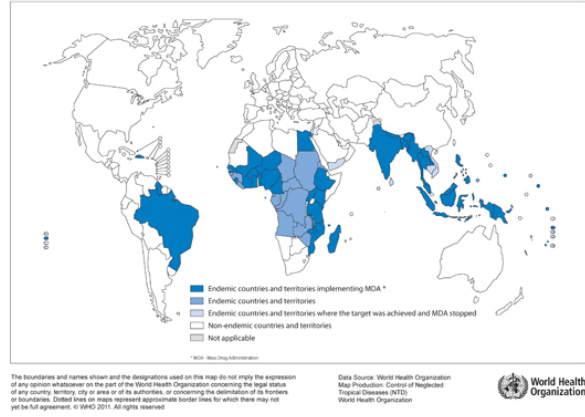 Endemic countries and territories implementing MDA *
Endemic countries and territories
Endemic countries and territories where the target was achieved and MDA stopped
Non-endemic countries and territories
Not applicable
* MDA - Mass Drug Administration
The boundaries and names shown and the designations used on this map do not imply the expression
of any opinion whatsoever on the part of the World Health Organization concerning the legal status
of any country, territory, city or area or of its authorities, or concerning the delimitation of its frontiers
or boundaries. Dotted lines on maps represent approximate border lines for which there may not
yet be full agreement. © WHO 2011. All rights reserved
Data Source: World Health Organization
Map Production: Control of Neglected
Tropical Diseases (NTD)
World Health Organization
World Health
Organization